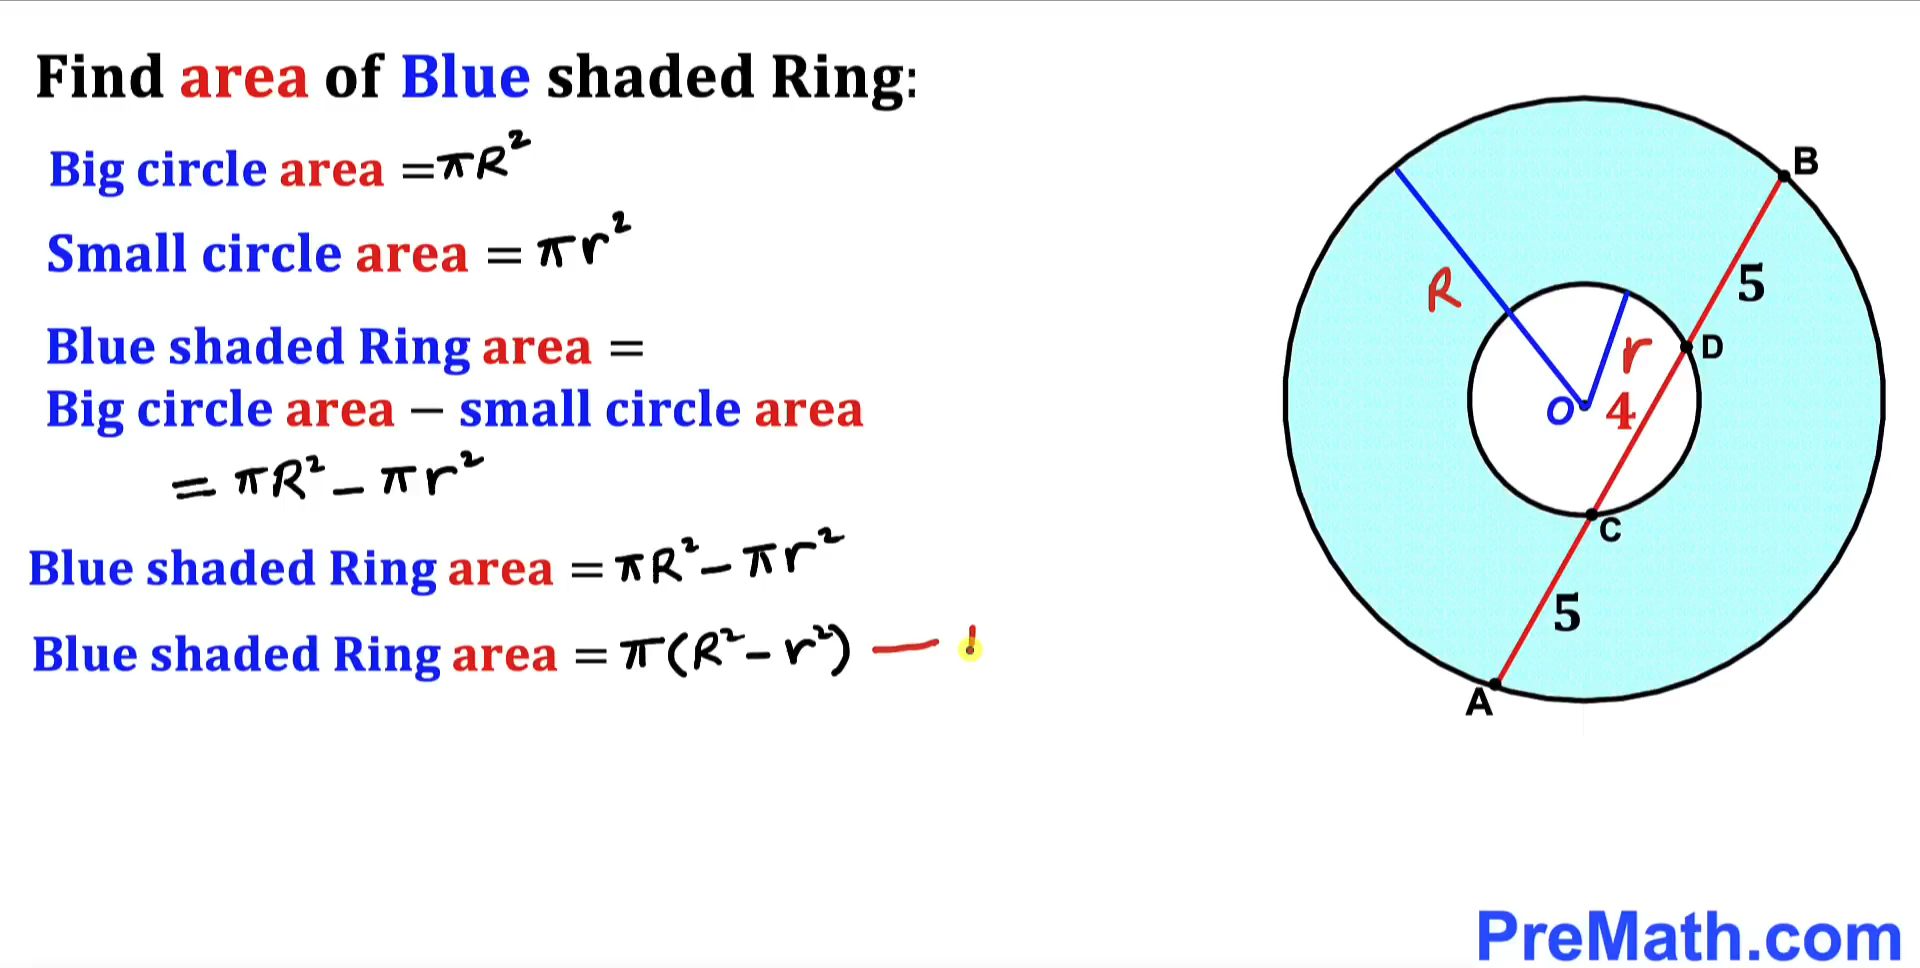 Find area of Blue shaded Ring:
Big circle area = πR²
Small circle area = πr²
Blue shaded Ring area =
Big circle area − small circle area
= πR² − πr²
Blue shaded Ring area = πR² − πr²
Blue shaded Ring area = π(R² − r²) —
B
5
R
r
D
O
4
C
5
A
PreMath.com